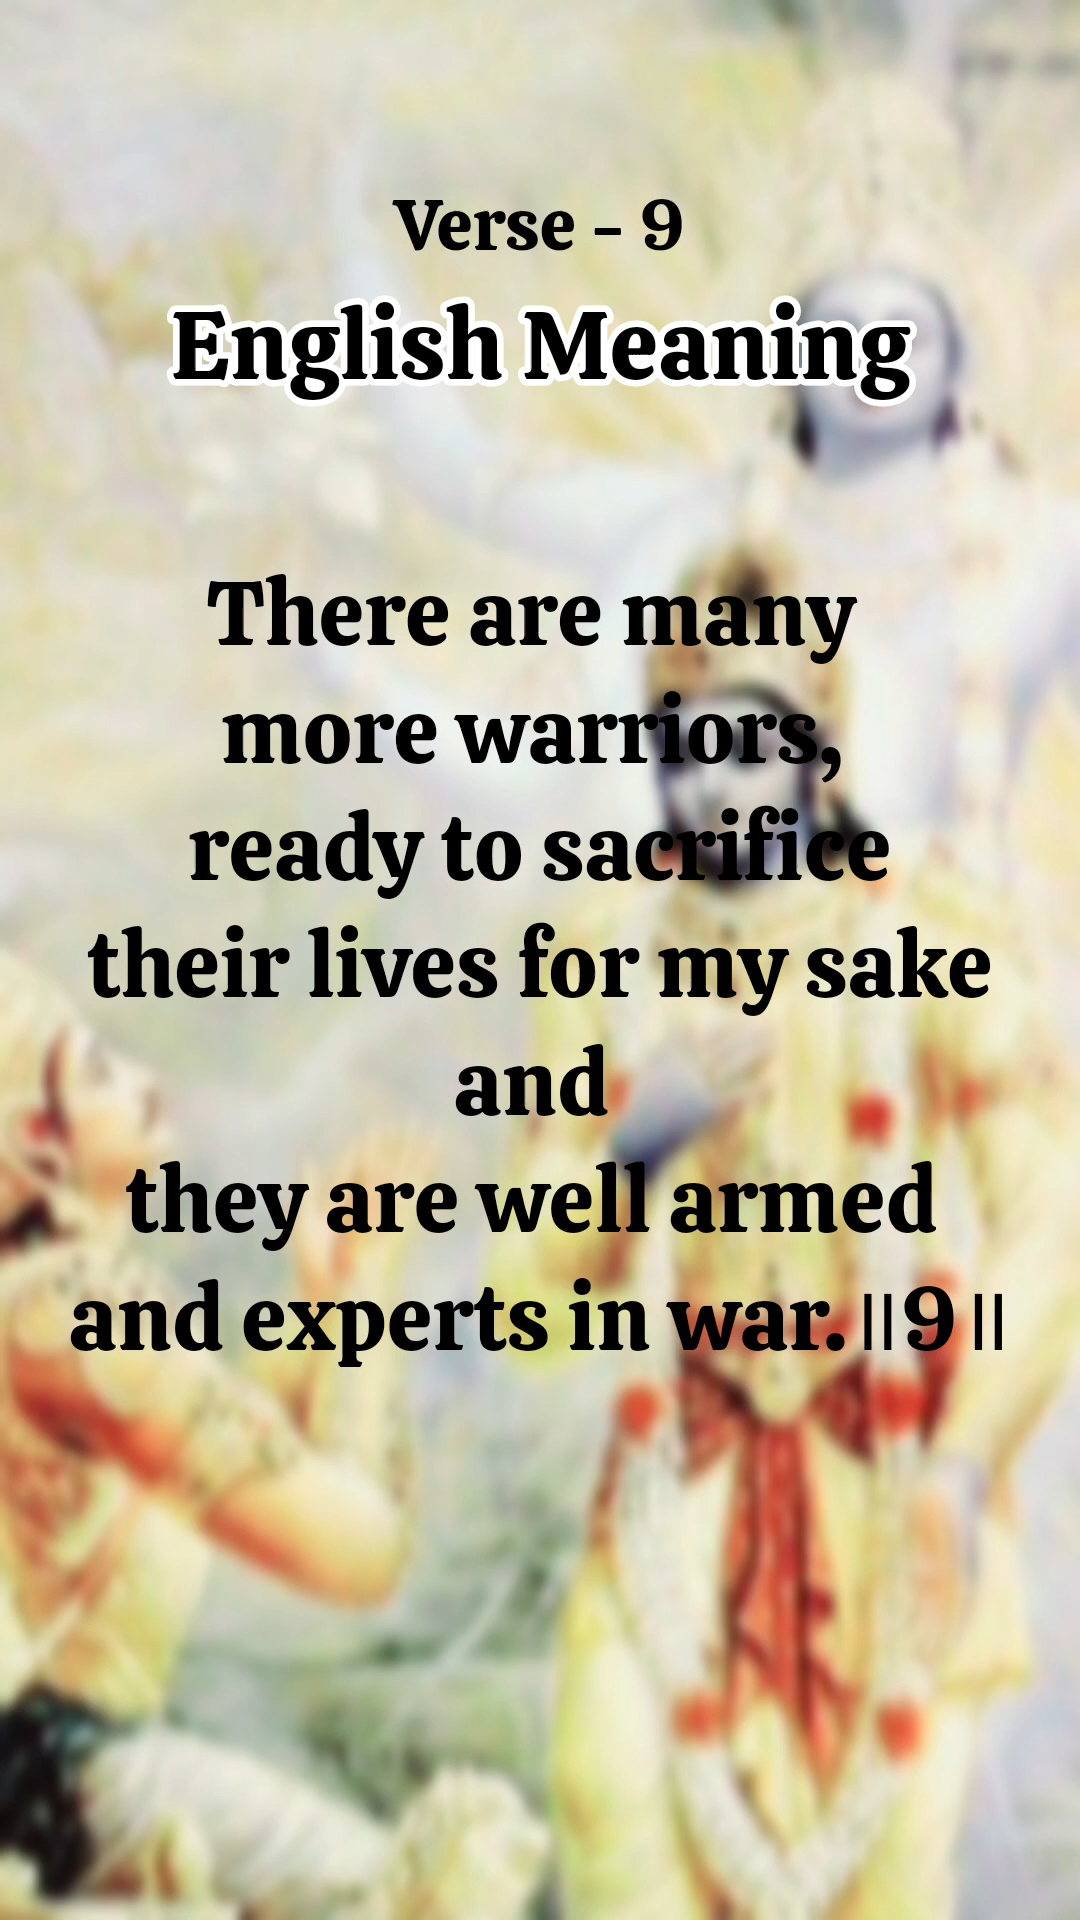 Verse - 9
English Meaning
There are many
more warriors,
ready to sacrifice
their lives for my sake
and
they are well armed
and experts in war.॥9॥